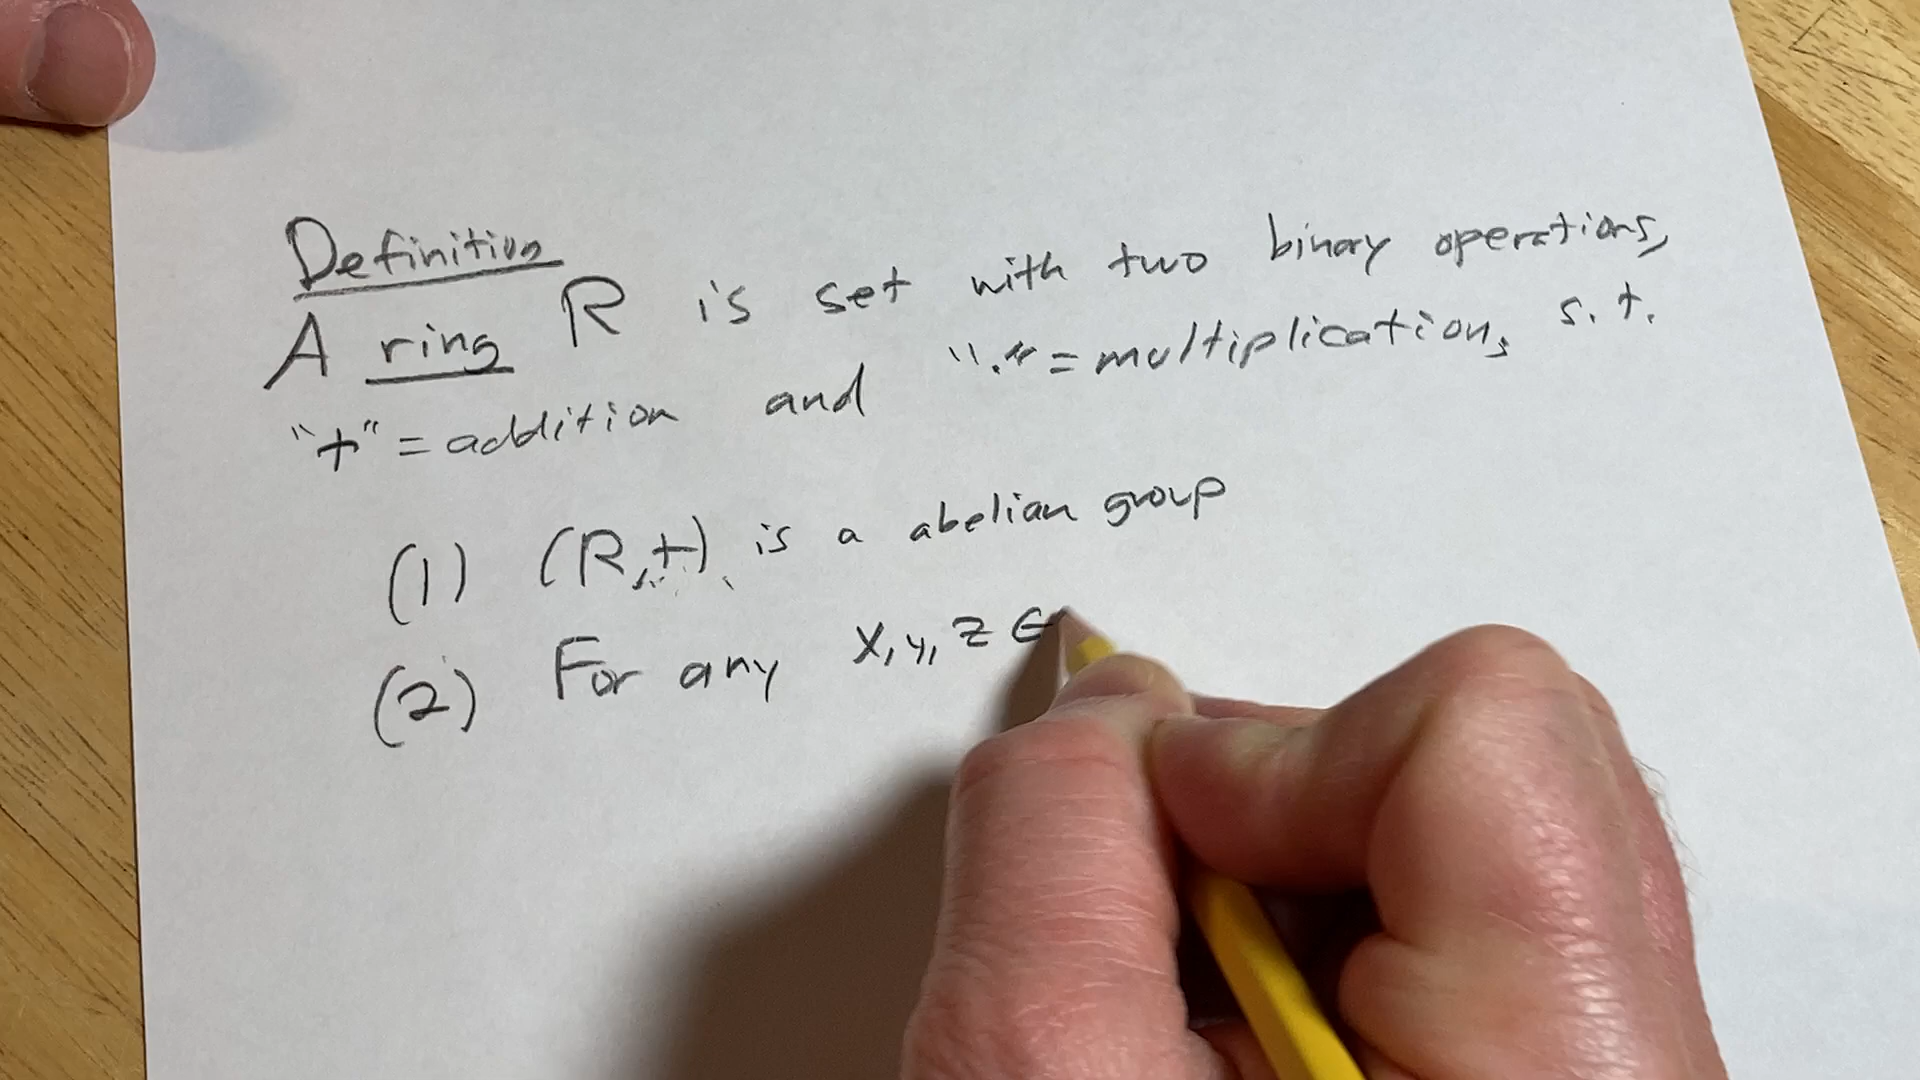 Definition
A ring R is set with two binary operations,
"+" = addition and "." = multiplication, s.t.
(1) (R,+) is a abelian group
(2) For any x, y, z ∈